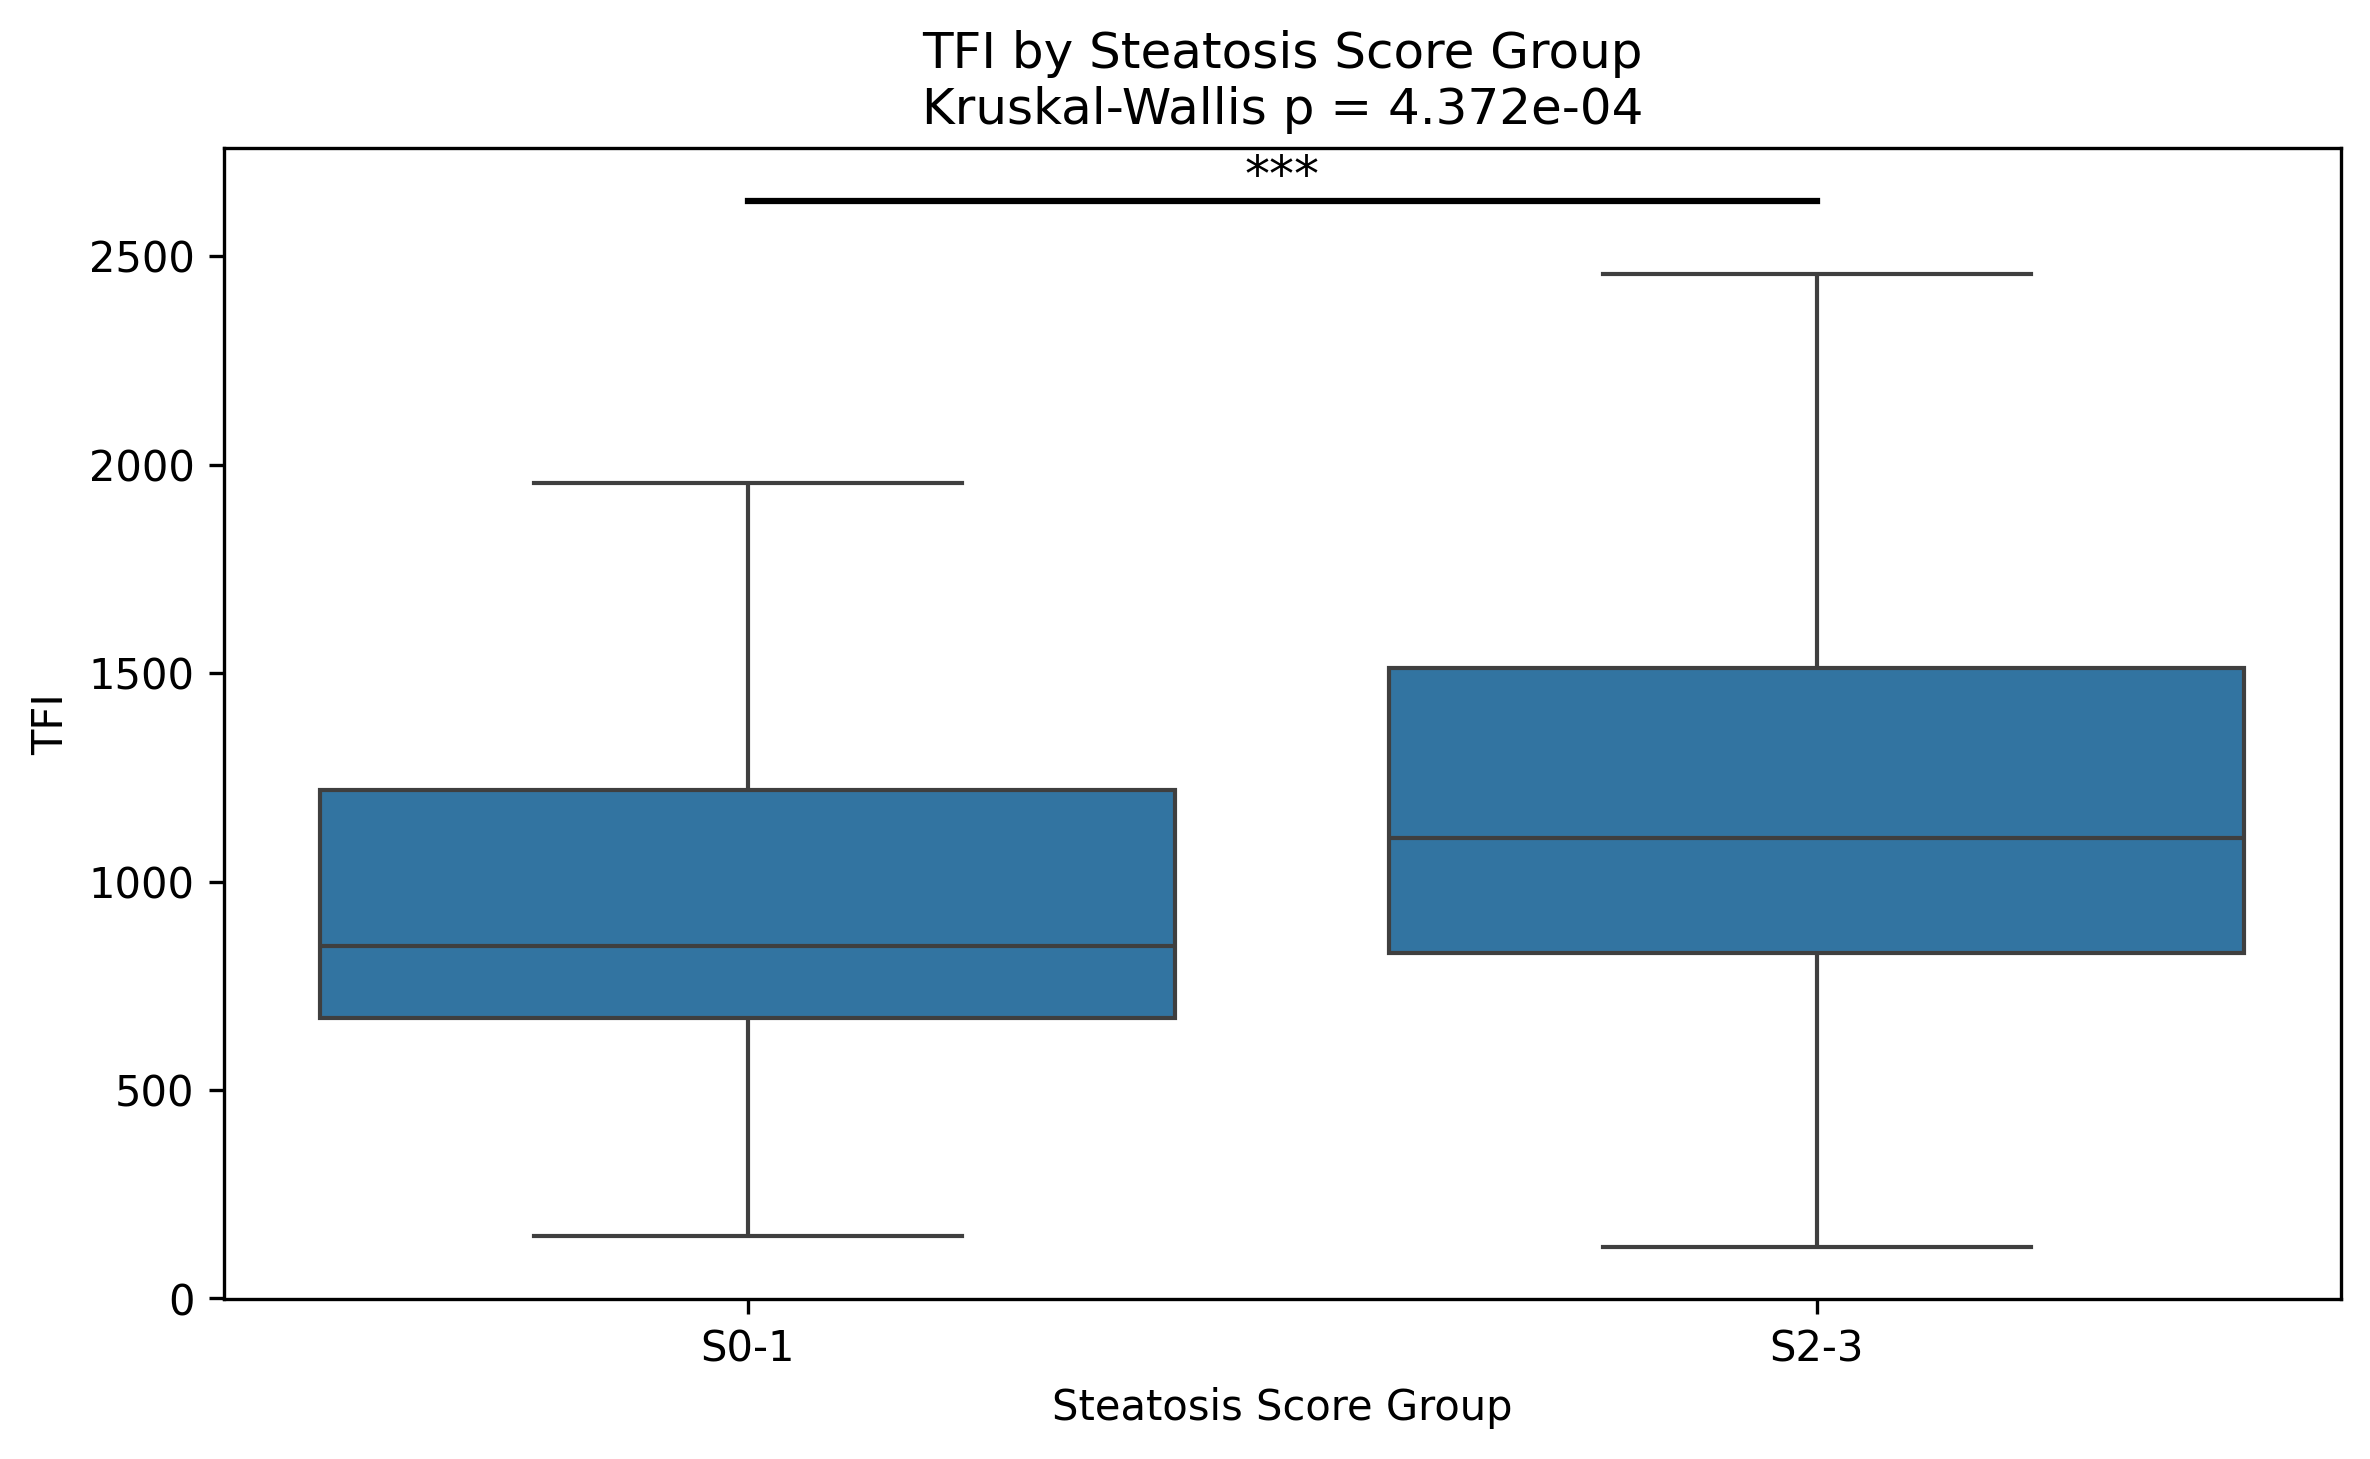 TFI by Steatosis Score Group
Kruskal-Wallis p = 4.372e-04
***
2500
2000
1500
1000
500
0
TFI
S0-1
S2-3
Steatosis Score Group